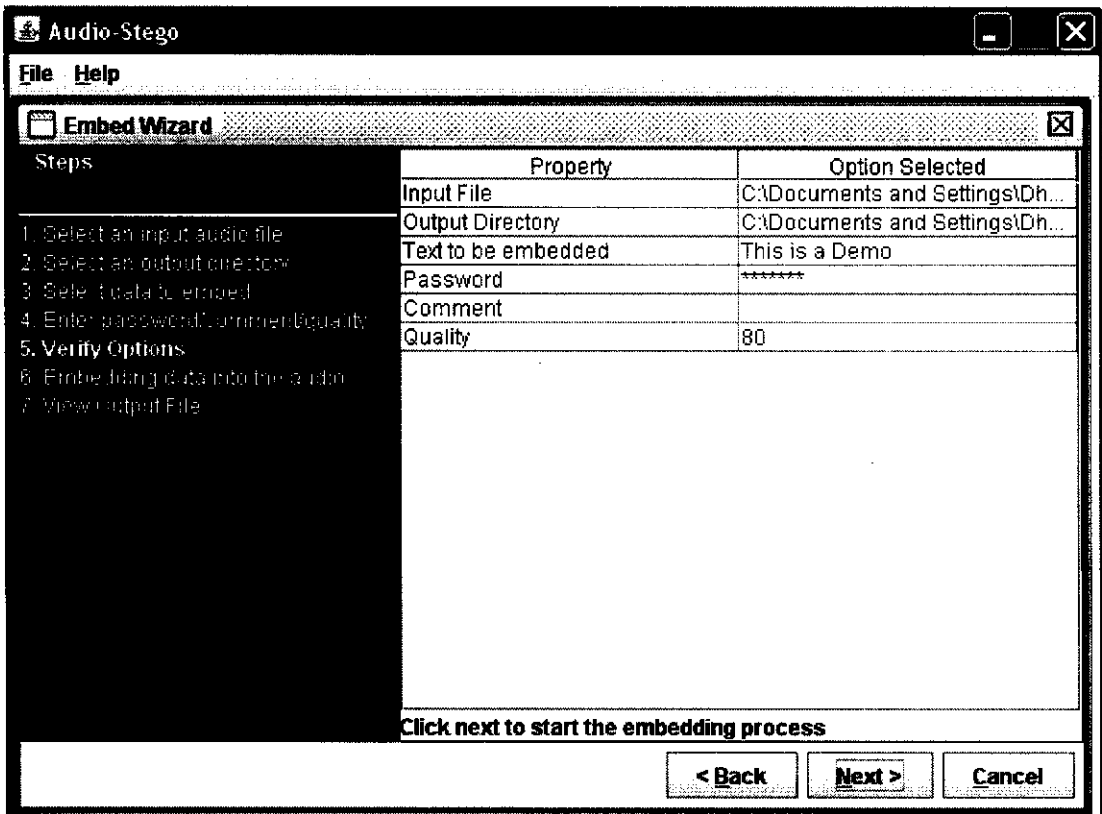 Audio-Stego
File Help
Embed Wizard
Steps
1. Select an input audio file
2. Select an output directory
3. Select data to embed
4. Enter password/comment/quality
5. Verify Options
6. Embedding data into the audio
7. View Output File
Property Option Selected
Input File C:\Documents and Settings\Dh...
Output Directory C:\Documents and Settings\Dh...
Text to be embedded This is a Demo
Password *******
Comment
Quality 80
Click next to start the embedding process
< Back Next > Cancel